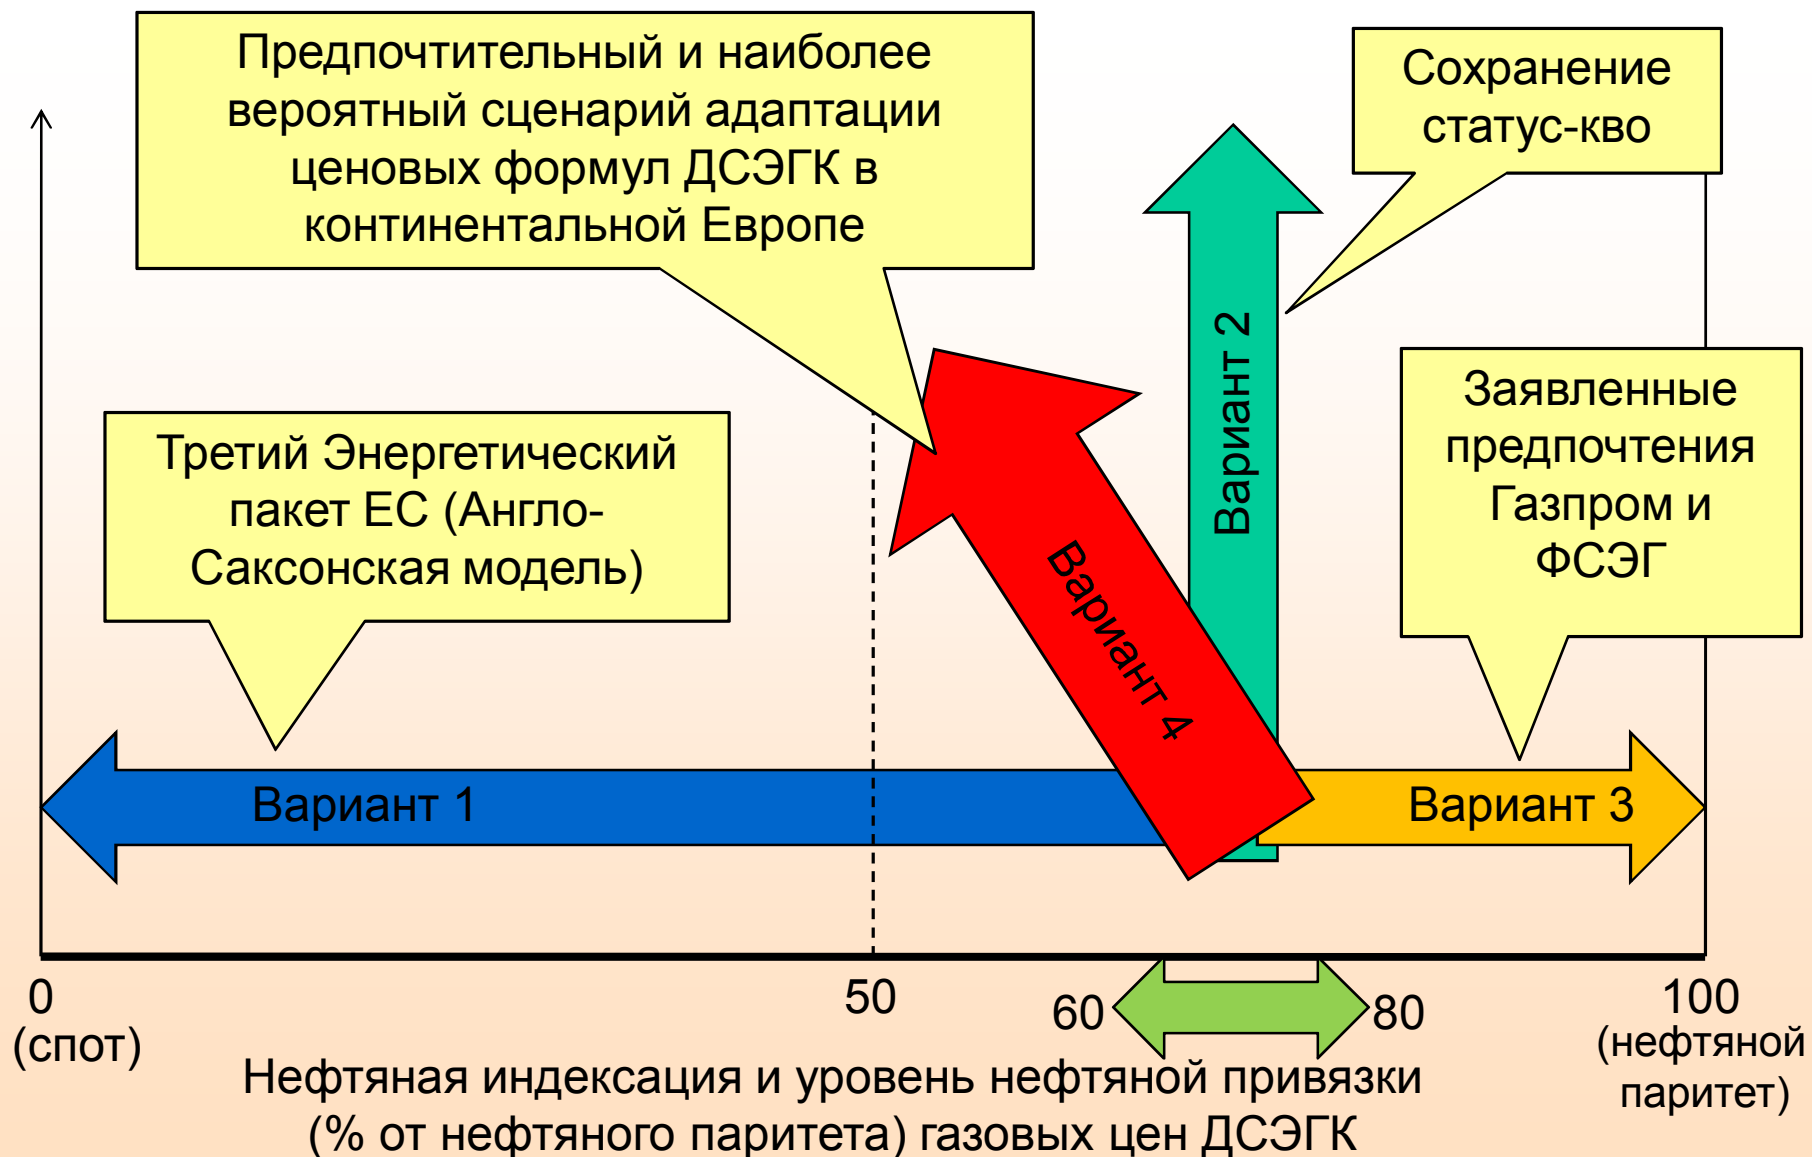 Предпочтительный и наиболее
вероятный сценарий адаптации
ценовых формул ДСЭГК в
континентальной Европе
Сохранение
статус-кво
Третий Энергетический
пакет ЕС (Англо-
Саксонская модель)
Заявленные
предпочтения
Газпром и
ФСЭГ
Вариант 2
Вариант 4
Вариант 1
Вариант 3
0
(спот)
50
60
80
100
(нефтяной
паритет)
Нефтяная индексация и уровень нефтяной привязки
(% от нефтяного паритета) газовых цен ДСЭГК